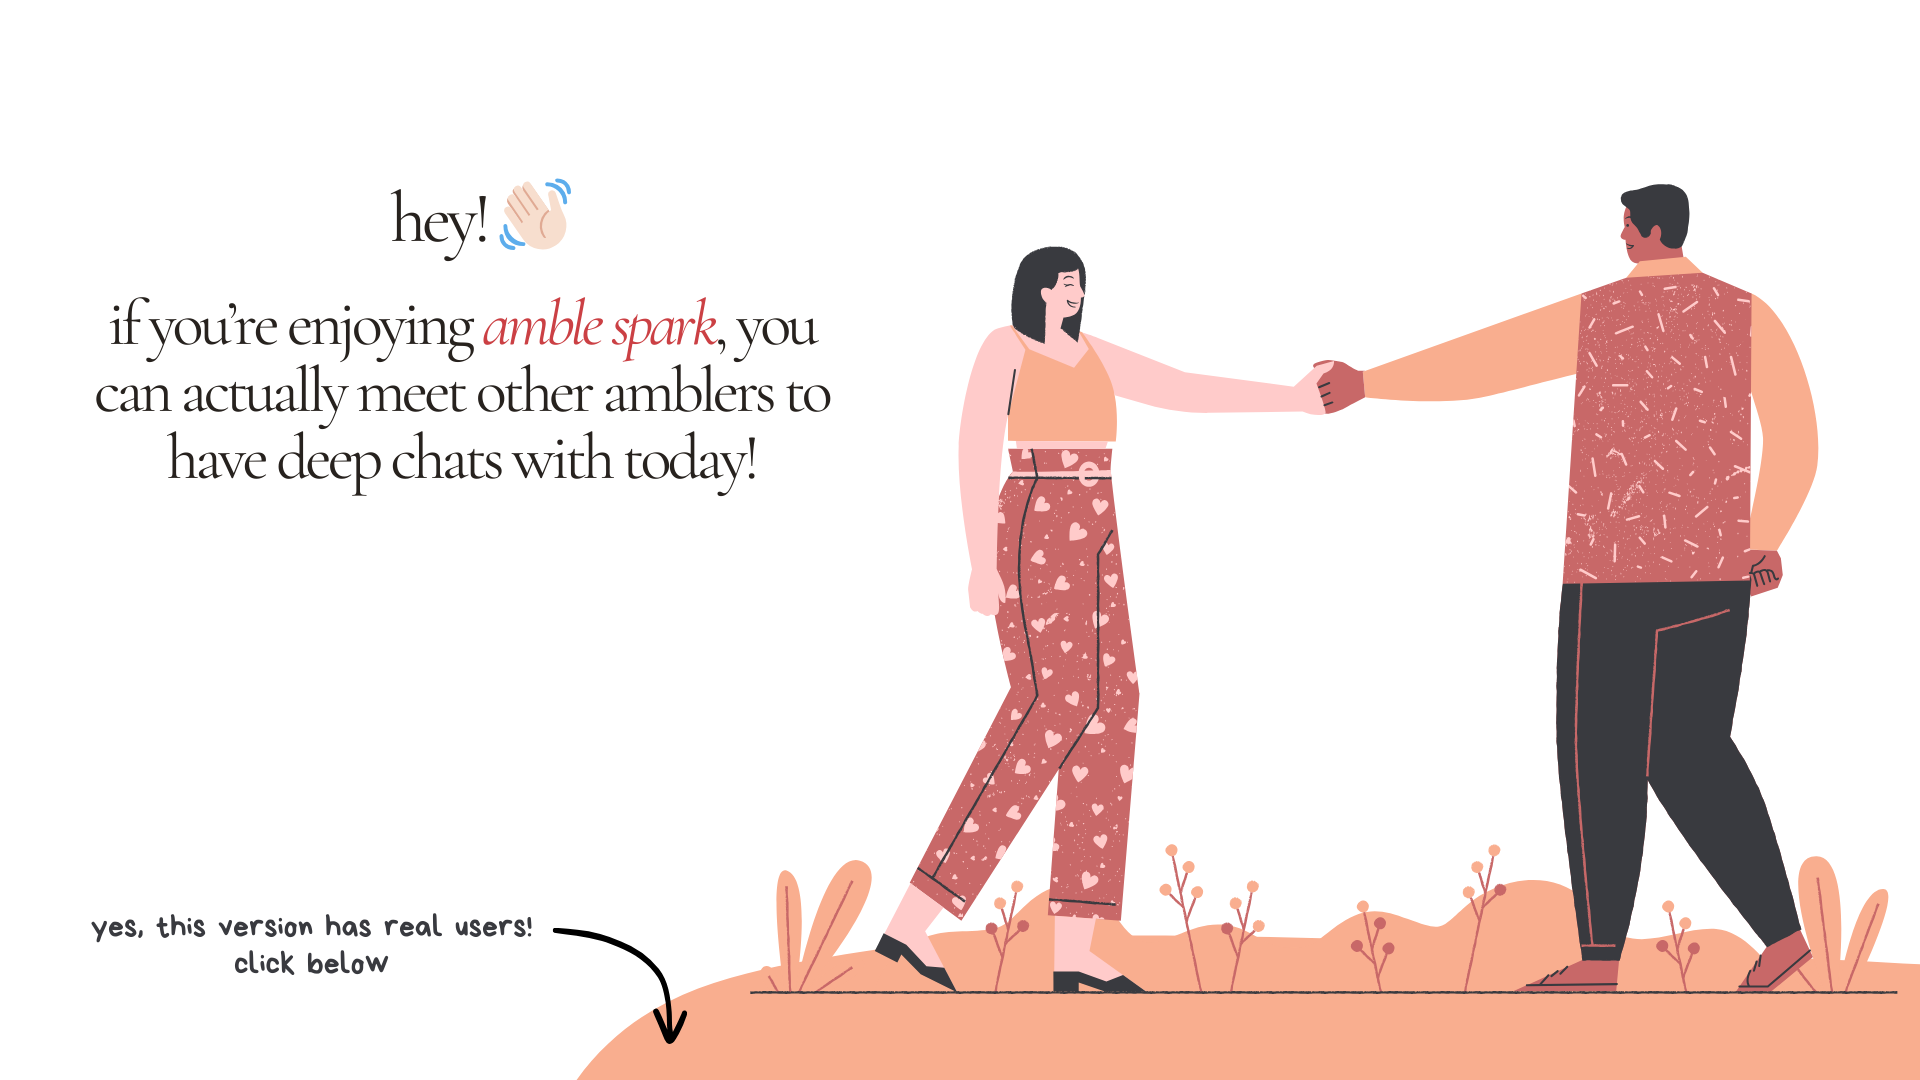 hey! 👋🏻
if you’re enjoying amble spark, you
can actually meet other amblers to
have deep chats with today!
yes, this version has real users!
click below